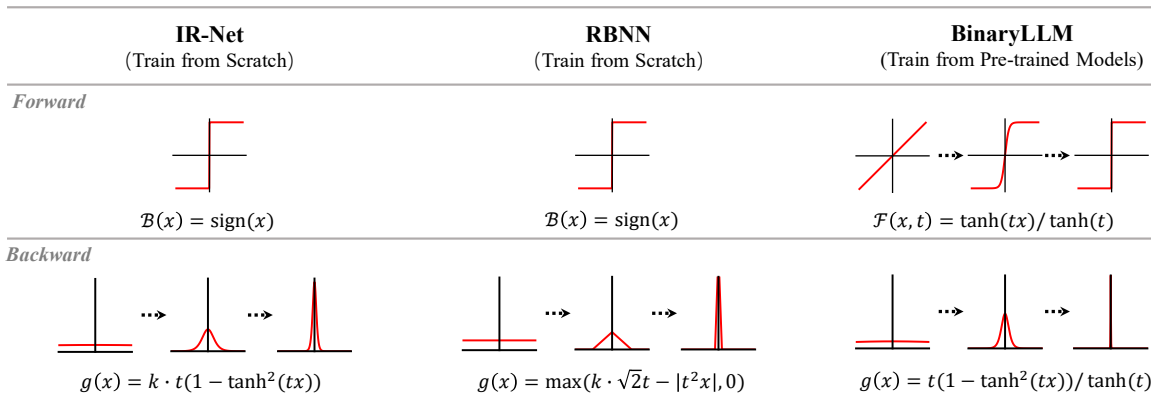 IR-Net
(Train from Scratch)
RBNN
(Train from Scratch)
BinaryLLM
(Train from Pre-trained Models)
Forward
ℬ(x) = sign(x)
ℬ(x) = sign(x)
ℱ(x, t) = tanh(tx)/tanh(t)
Backward
g(x) = k · t(1 − tanh²(tx))
g(x) = max(k · √2t − |t²x|, 0)
g(x) = t(1 − tanh²(tx))/tanh(t)